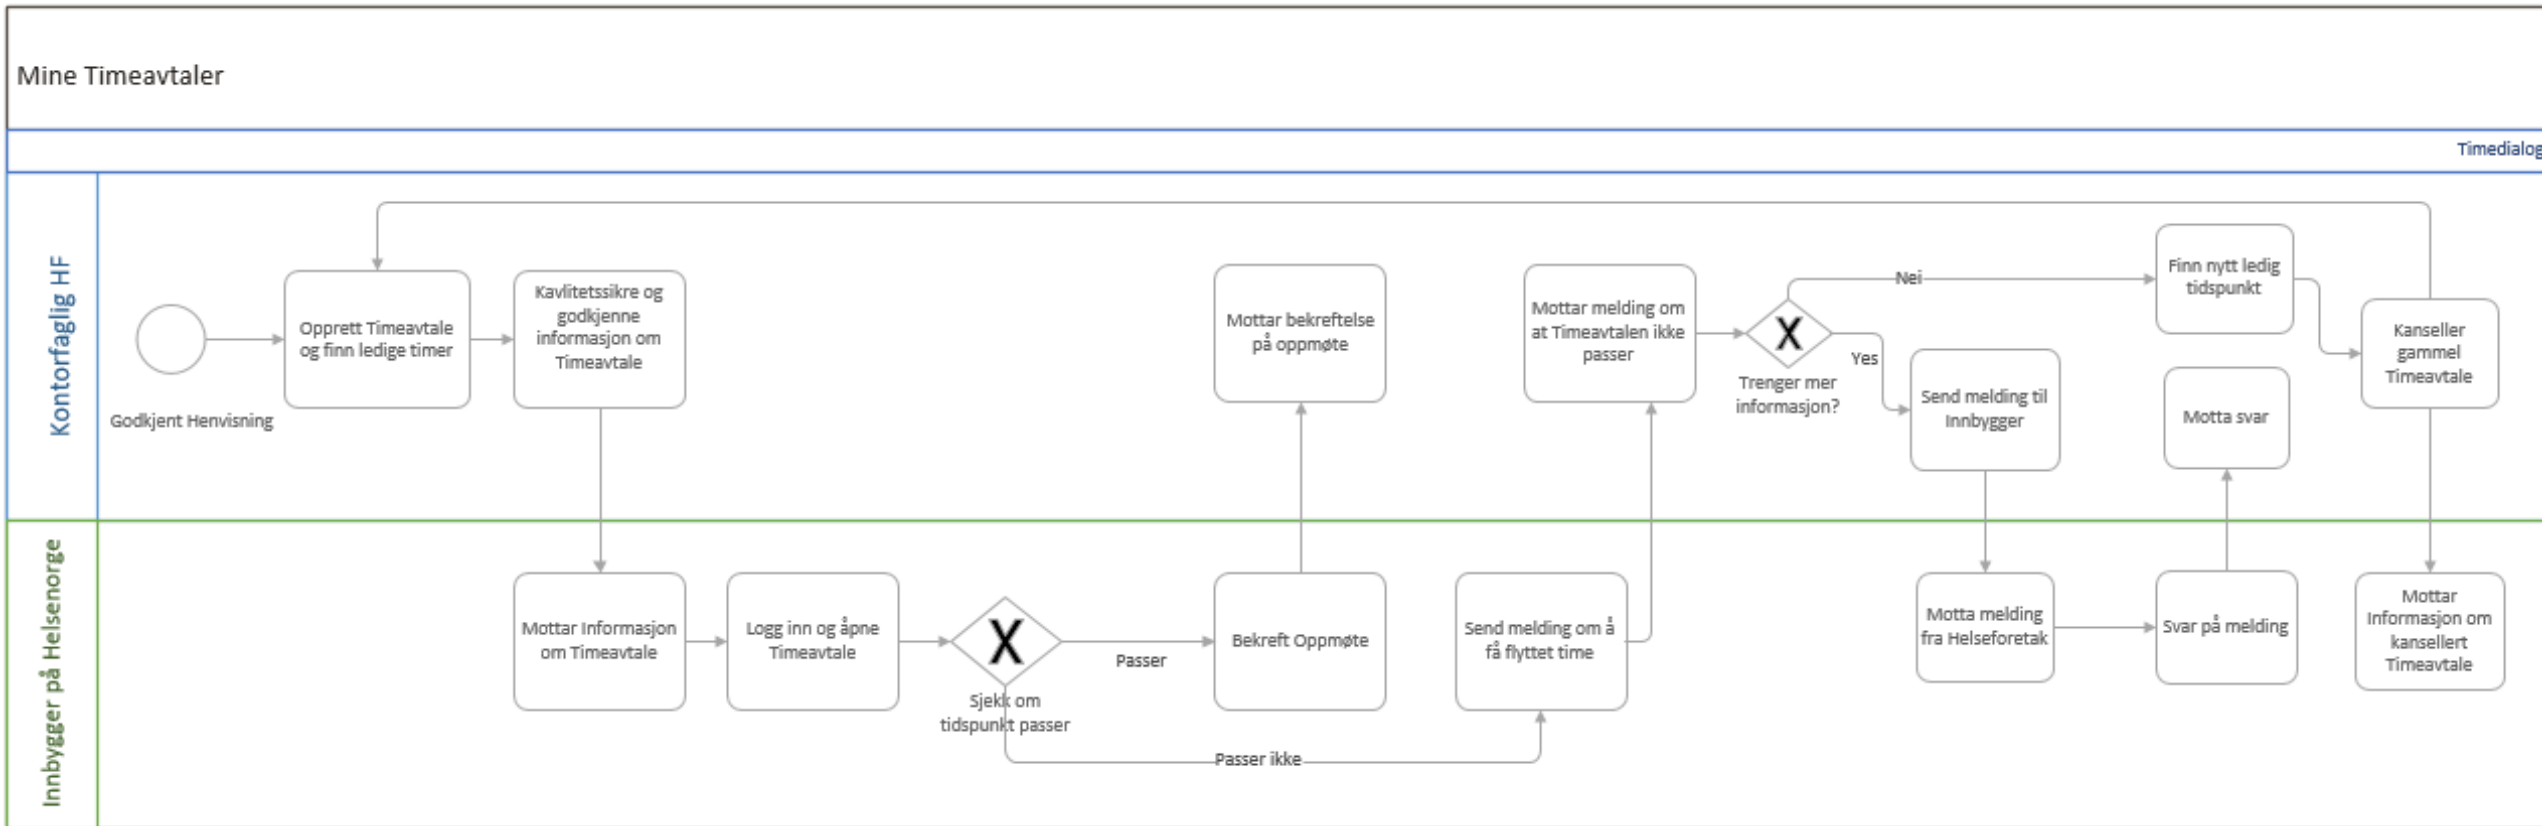 Mine Timeavtaler
Timedialog
Kontorfaglig HF
Godkjent Henvisning
Opprett Timeavtale
og finn ledige timer
Kavlitetssikre og
godkjenne
informasjon om
Timeavtale
Mottar bekreftelse
på oppmøte
Mottar melding om
at Timeavtalen ikke
passer
Trenger mer
informasjon?
Nei
Yes
Send melding til
Innbygger
Finn nytt ledig
tidspunkt
Motta svar
Kanseller
gammel
Timeavtale
Innbygger på Helsenorge
Mottar Informasjon
om Timeavtale
Logg inn og åpne
Timeavtale
Sjekk om
tidspunkt passer
Passer
Passer ikke
Bekreft Oppmøte
Send melding om å
få flyttet time
Motta melding
fra Helseforetak
Svar på melding
Mottar
Informasjon om
kansellert
Timeavtale